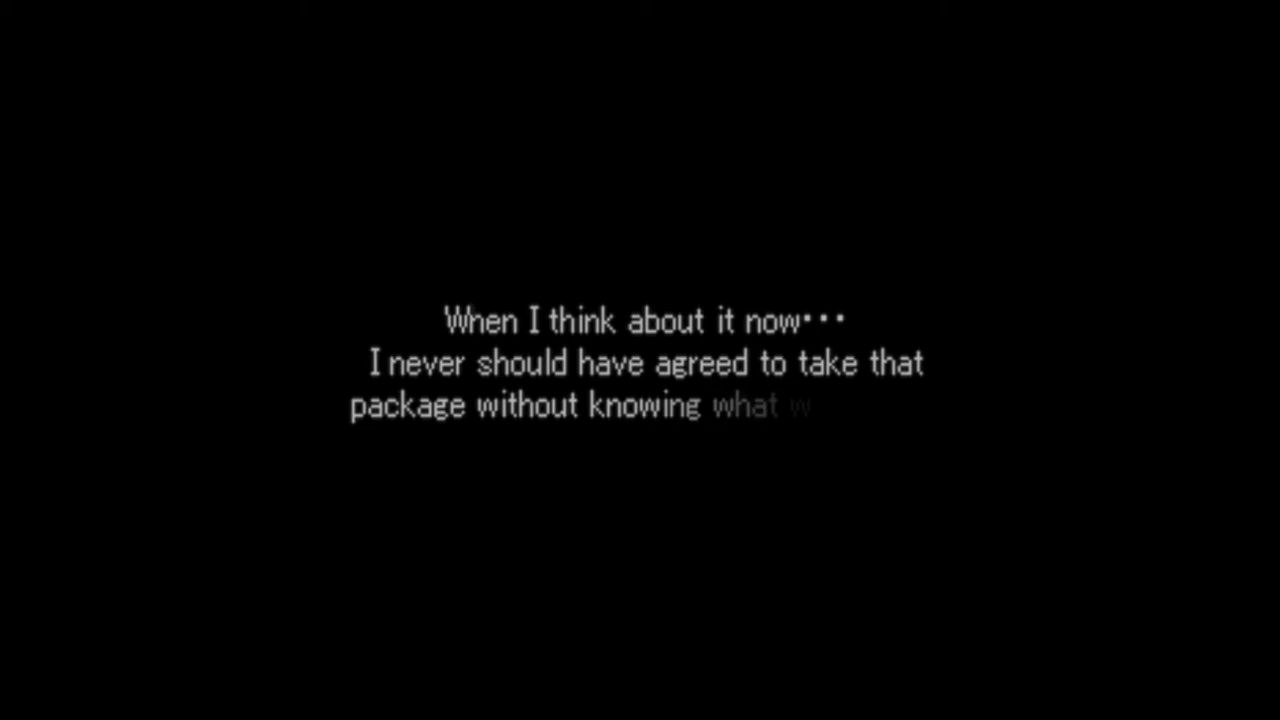 When I think about it now···
I never should have agreed to take that
package without knowing what w